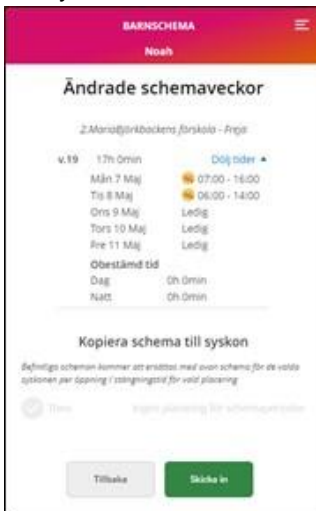 BARNSCHEMA
Noah
Ändrade schemaveckor
2.Mariabjörkbackens förskola - Freja
v.19 17h 0min Dölj tider
Mån 7 Maj 07:00 - 16:00
Tis 8 Maj 06:00 - 14:00
Ons 9 Maj Ledig
Tors 10 Maj Ledig
Fre 11 Maj Ledig
Obestämd tid
Dag 0h 0min
Natt 0h 0min
Kopiera schema till syskon
Befintliga scheman kommer att ersättas med ovan schema för de valda
syskonen per öppning / stängningstid för vald placering
Ingen placering för schemaperioden
Tillbaka Skicka in